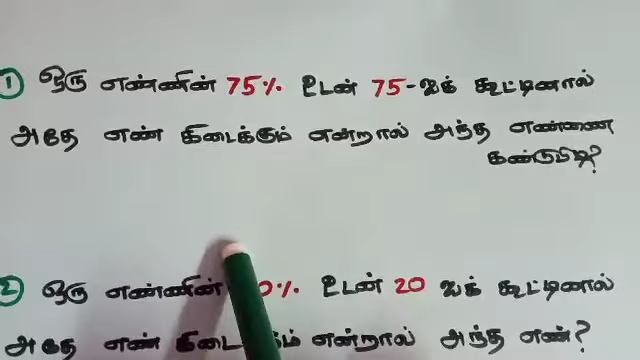 1 ஒரு எண்ணின் 75% உடன் 75-ஐக் கூட்டினால்
அதே எண் கிடைக்கும் என்றால் அந்த எண்ணை
கண்டுபிடி?
2 ஒரு எண்ணின் 0% உடன் 20 ஐக் கூட்டினால்
அதே எண் என்றால் அந்த எண்?